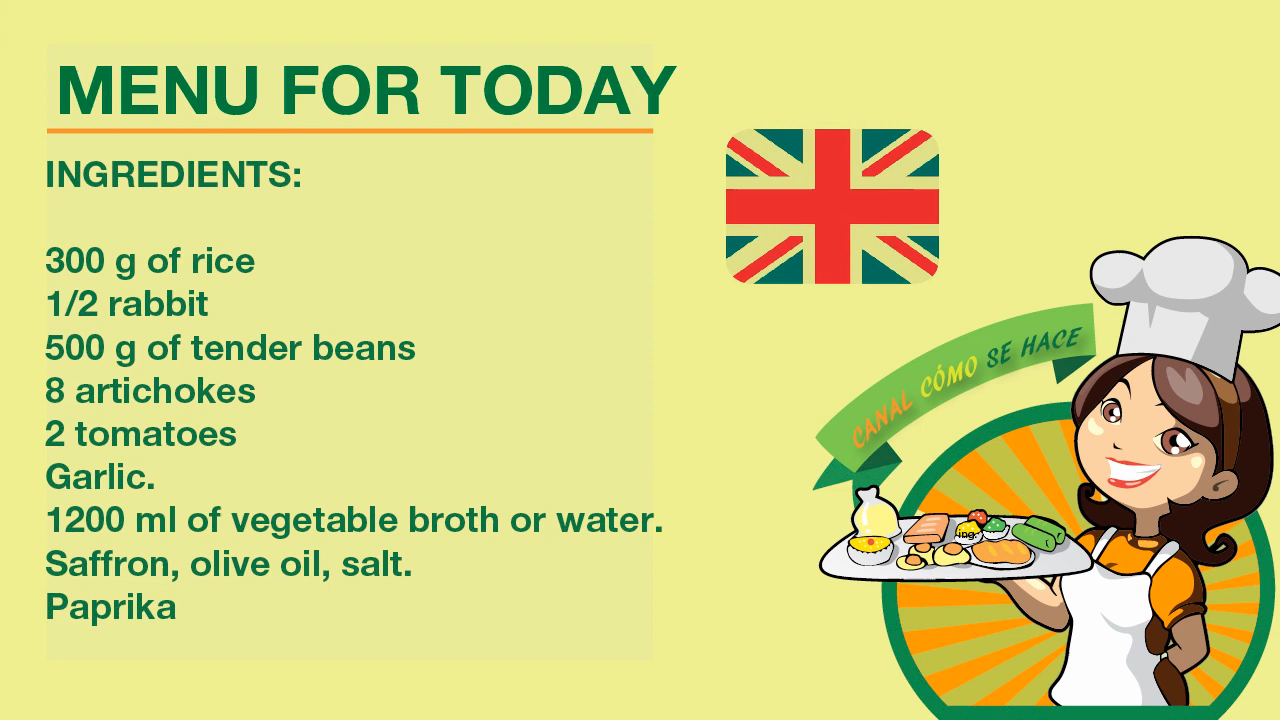 MENU FOR TODAY
INGREDIENTS:
300 g of rice
1/2 rabbit
500 g of tender beans
8 artichokes
2 tomatoes
Garlic.
1200 ml of vegetable broth or water.
Saffron, olive oil, salt.
Paprika
CANAL CÓMO SE HACE
ing.